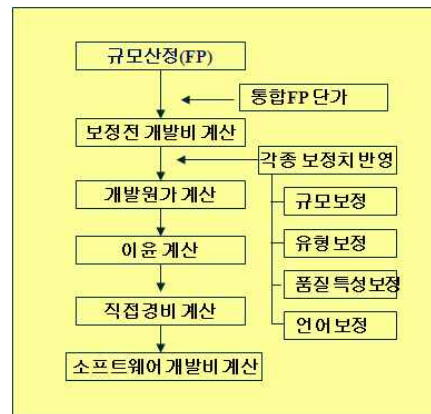 규모산정(FP)
통합FP 단가
보정전 개발비 계산
각종 보정치 반영
개발원가 계산
규모보정
이윤 계산
유형보정
품질특성보정
직접경비 계산
언어보정
소프트웨어 개발비 계산